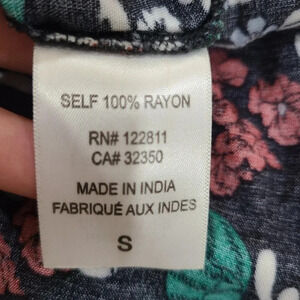 SELF 100% RAYON
RN# 122811
CA# 32350
MADE IN INDIA
FABRIQUÉ AUX INDES
S